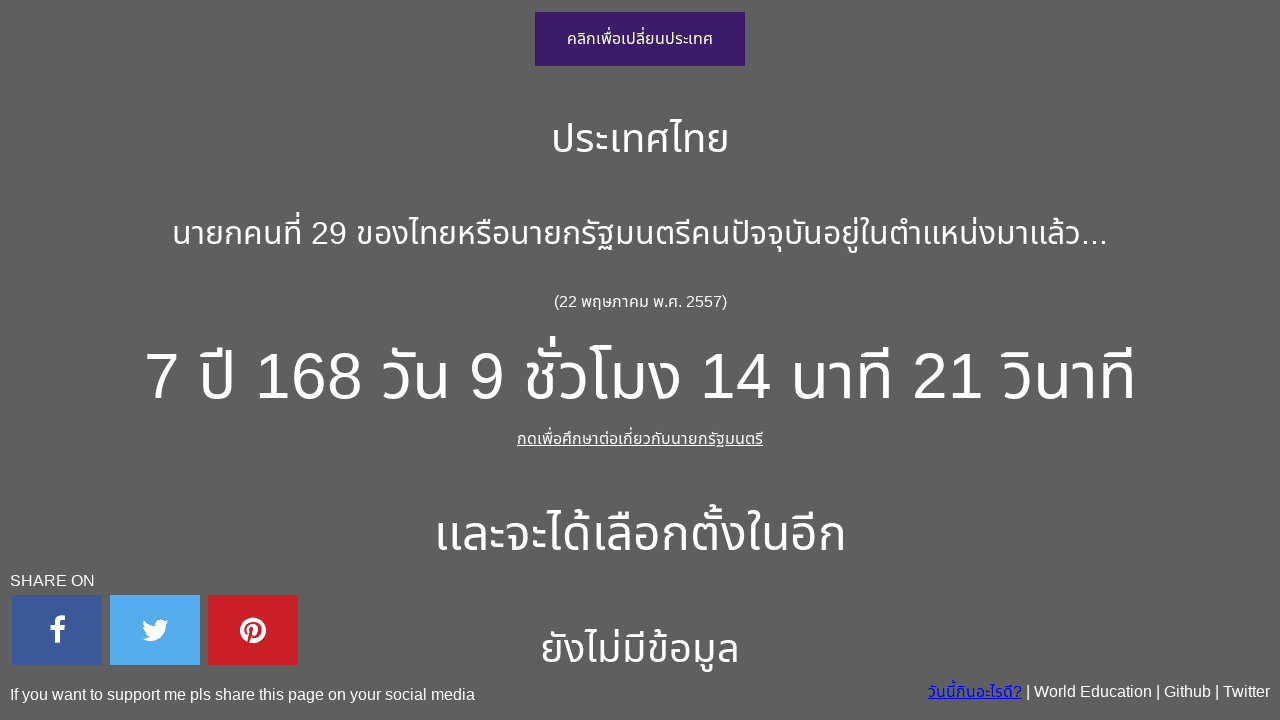 คลิกเพื่อเปลี่ยนประเทศ
ประเทศไทย
นายกคนที่ 29 ของไทยหรือนายกรัฐมนตรีคนปัจจุบันอยู่ในตำแหน่งมาแล้ว...
(22 พฤษภาคม พ.ศ. 2557)
7 ปี 168 วัน 9 ชั่วโมง 14 นาที 21 วินาที
กดเพื่อศึกษาต่อเกี่ยวกับนายกรัฐมนตรี
และจะได้เลือกตั้งในอีก
ยังไม่มีข้อมูล
SHARE ON
If you want to support me pls share this page on your social media
วันนี้กินอะไรดี? | World Education | Github | Twitter